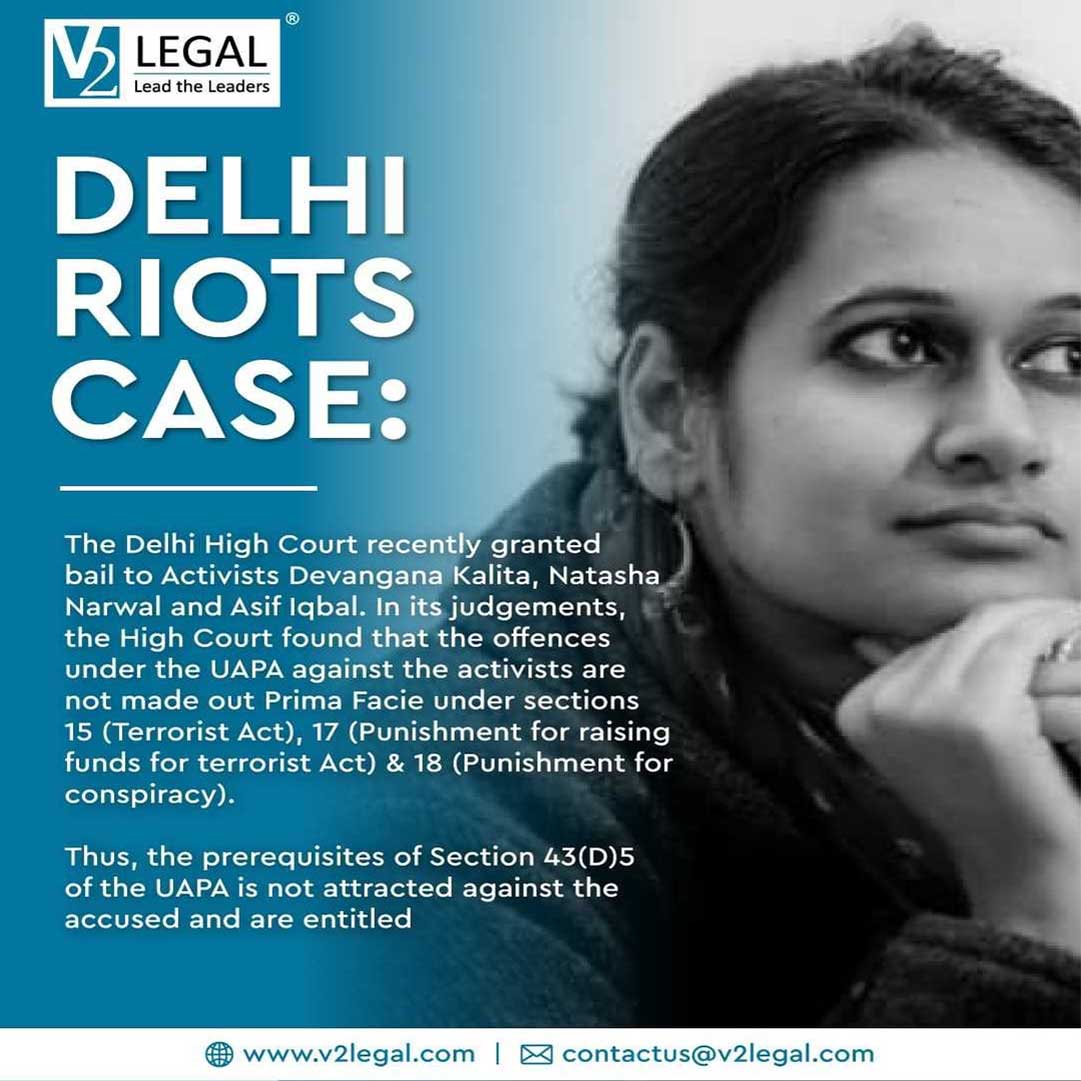 V2 LEGAL ®
Lead the Leaders
DELHI
RIOTS
CASE:
The Delhi High Court recently granted
bail to Activists Devangana Kalita, Natasha
Narwal and Asif Iqbal. In its judgements,
the High Court found that the offences
under the UAPA against the activists are
not made out Prima Facie under sections
15 (Terrorist Act), 17 (Punishment for raising
funds for terrorist Act) & 18 (Punishment for
conspiracy).
Thus, the prerequisites of Section 43(D)5
of the UAPA is not attracted against the
accused and are entitled
www.v2legal.com | contactus@v2legal.com